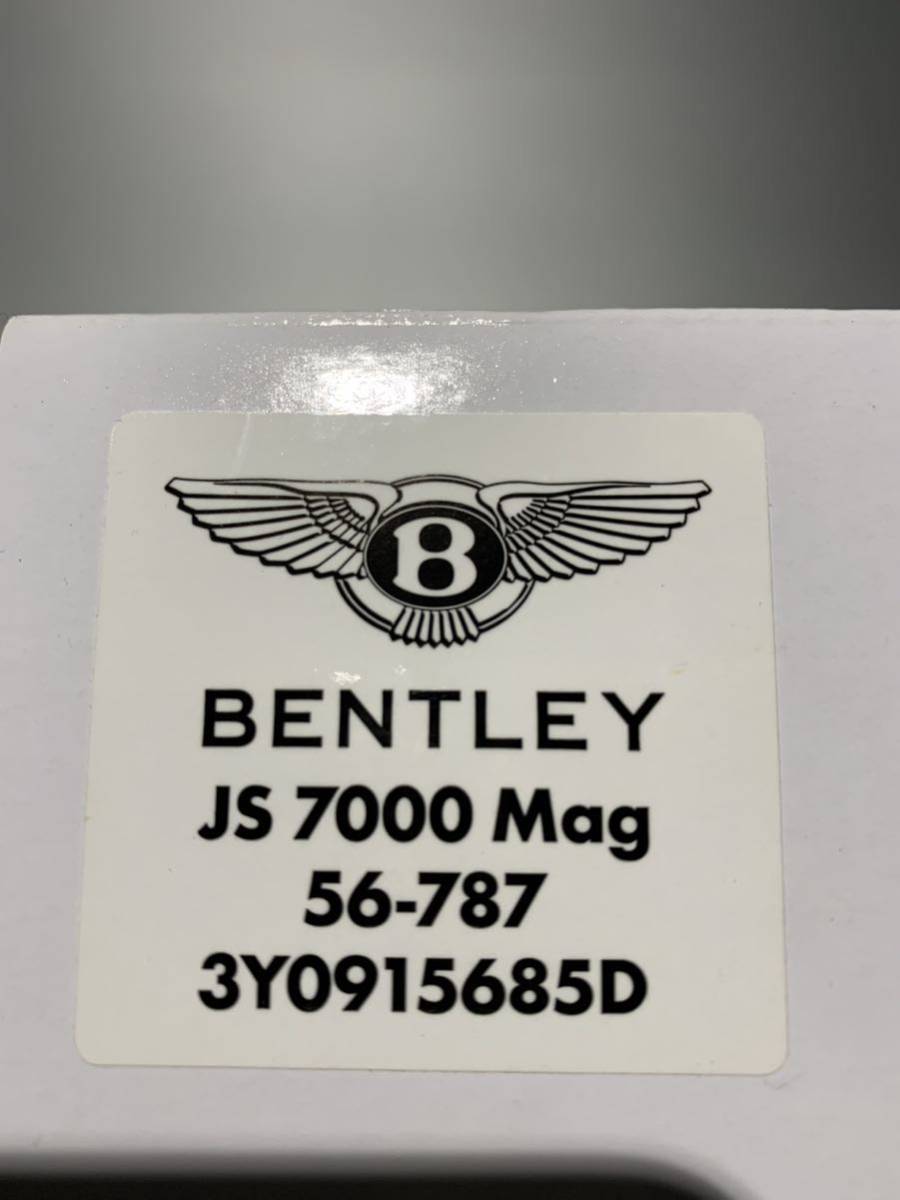 B
BENTLEY
JS 7000 Mag
56-787
3Y0915685D